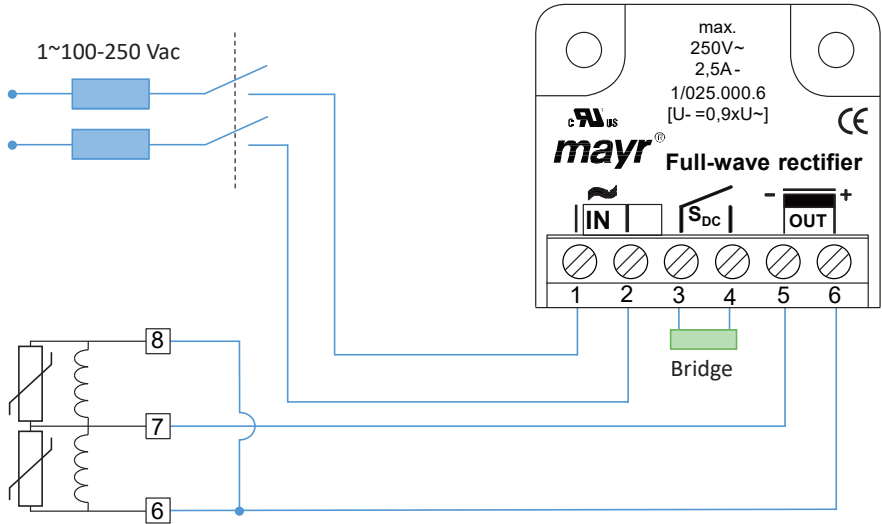 1~100-250 Vac
max.
250V~
2,5A-
1/025.000.6
[U- =0,9xU~]
c RU US
CE
mayr®
Full-wave rectifier
~
- +
IN
SDC
OUT
1 2 3 4 5 6
Bridge
8
7
6